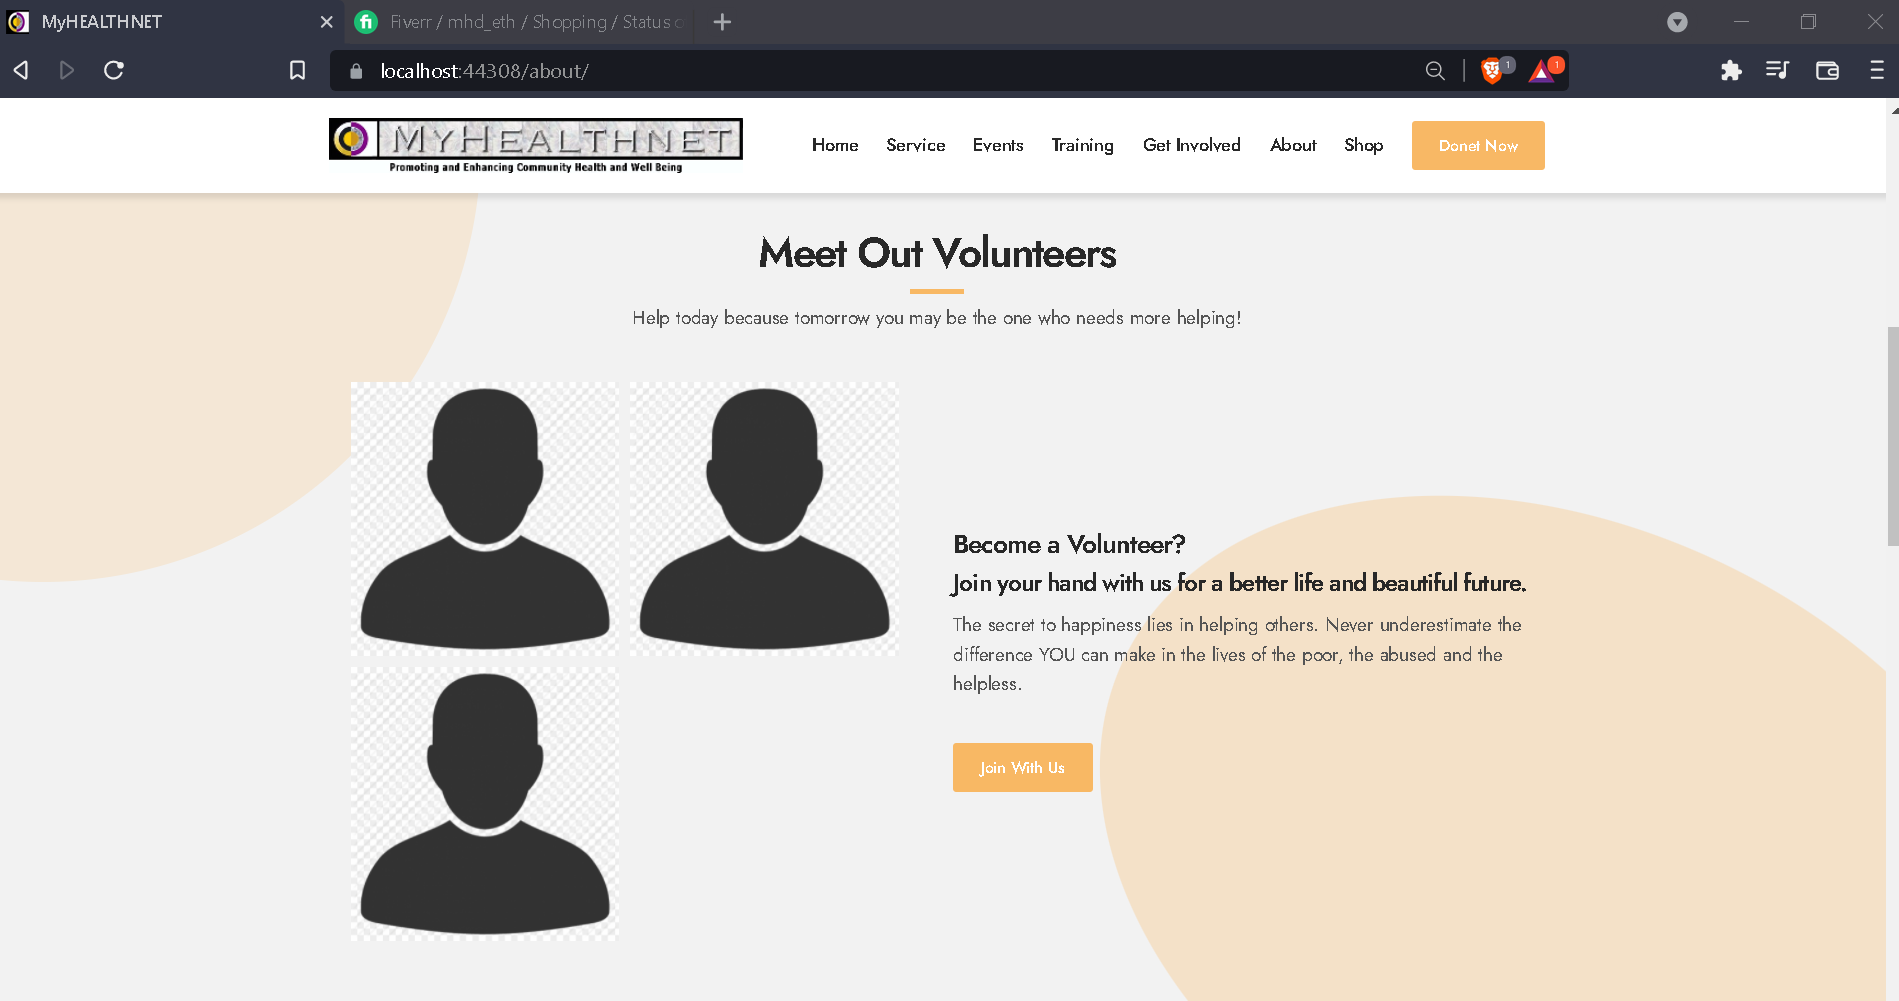 MyHEALTHNET
Fiverr / mhd_eth / Shopping / Status
localhost:44308/about/
1
1
MYHEALTHNET
Promoting and Enhancing Community Health and Well Being
Home Service Events Training Get Involved About Shop Donet Now
Meet Out Volunteers
Help today because tomorrow you may be the one who needs more helping!
Become a Volunteer?
Join your hand with us for a better life and beautiful future.
The secret to happiness lies in helping others. Never underestimate the
difference YOU can make in the lives of the poor, the abused and the
helpless.
Join With Us